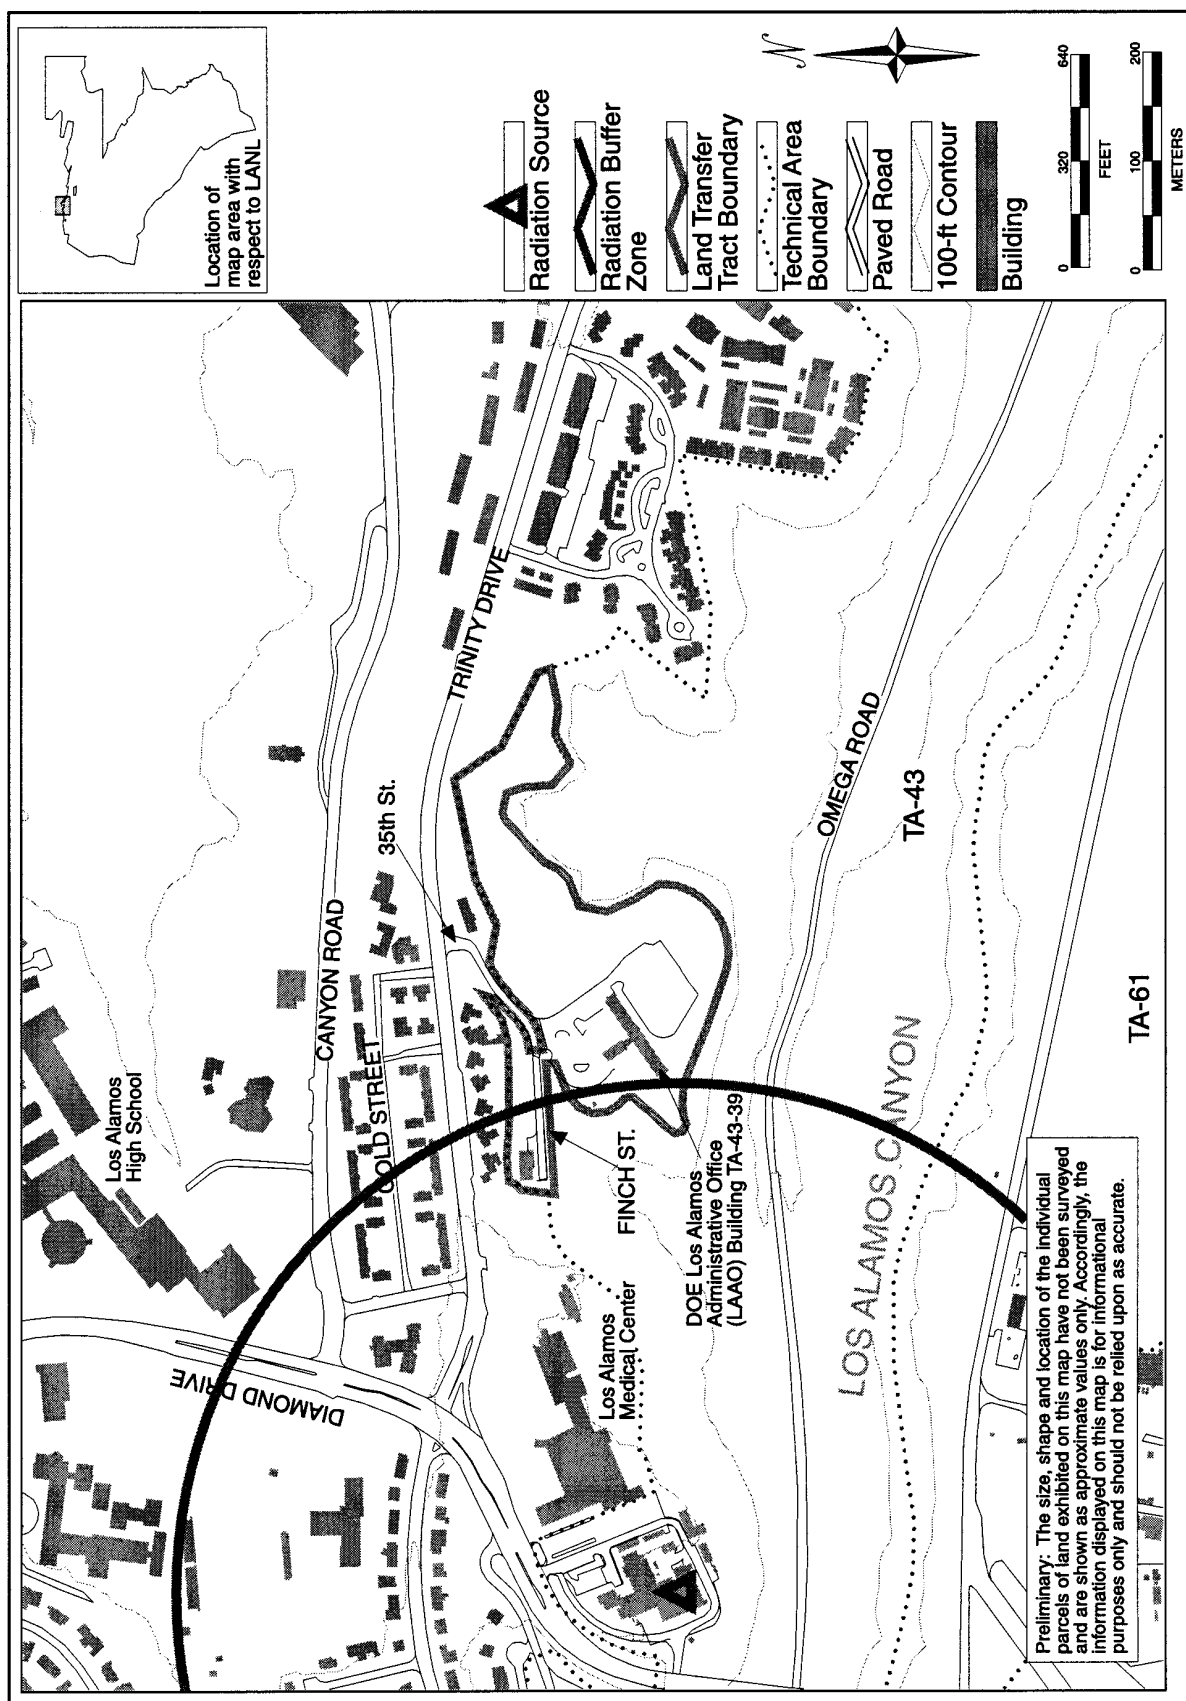 Location of
map area with
respect to LANL
N
Radiation Source
Radiation Buffer
Zone
Land Transfer
Tract Boundary
Technical Area
Boundary
Paved Road
100-ft Contour
Building
0 320 640
FEET
0 100 200
METERS
Los Alamos
High School
CANYON ROAD
GOLD STREET
35th St.
TRINITY DRIVE
DIAMOND DRIVE
FINCH ST.
Los Alamos
Medical Center
DOE Los Alamos
Administrative Office
(LAAO) Building TA-43-39
OMEGA ROAD
TA-43
LOS ALAMOS CANYON
TA-61
Preliminary: The size, shape and location of the individual
parcels of land exhibited on this map have not been surveyed
and are shown as approximate values only. Accordingly, the
information displayed on this map is for informational
purposes only and should not be relied upon as accurate.